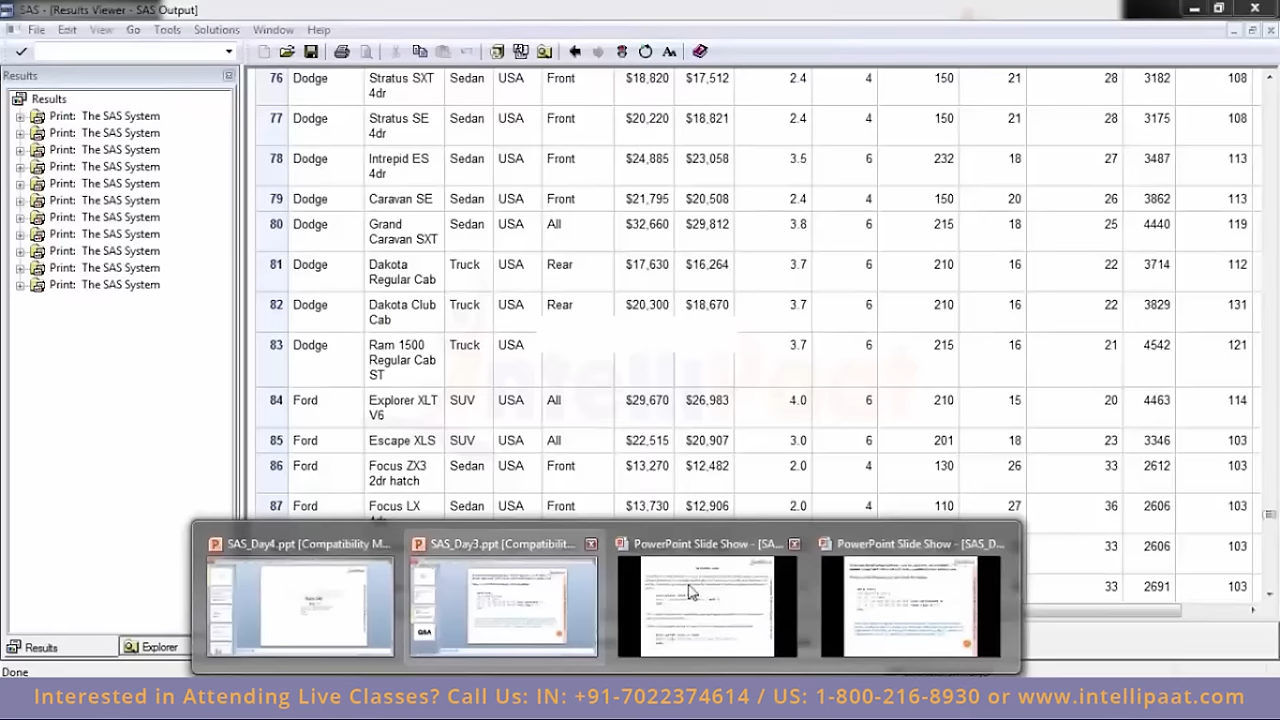 SAS - [Results Viewer - SAS Output]
File Edit View Go Tools Solutions Window Help
Results
Results
Print: The SAS System
Print: The SAS System
Print: The SAS System
Print: The SAS System
Print: The SAS System
Print: The SAS System
Print: The SAS System
Print: The SAS System
Print: The SAS System
Print: The SAS System
Print: The SAS System
76 Dodge Stratus SXT 4dr Sedan USA Front $18,820 $17,512 2.4 4 150 21 28 3182 108
77 Dodge Stratus SE 4dr Sedan USA Front $20,220 $18,821 2.4 4 150 21 28 3175 108
78 Dodge Intrepid ES 4dr Sedan USA Front $24,885 $23,058 3.5 6 232 18 27 3487 113
79 Dodge Caravan SE Sedan USA Front $21,795 $20,508 2.4 4 150 20 26 3862 113
80 Dodge Grand Caravan SXT Sedan USA All $32,660 $29,812 3.8 6 215 18 25 4440 119
81 Dodge Dakota Regular Cab Truck USA Rear $17,630 $16,264 3.7 6 210 16 22 3714 112
82 Dodge Dakota Club Cab Truck USA Rear $20,300 $18,670 3.7 6 210 16 22 3829 131
83 Dodge Ram 1500 Regular Cab ST Truck USA 3.7 6 215 16 21 4542 121
84 Ford Explorer XLT V6 SUV USA All $29,670 $26,983 4.0 6 210 15 20 4463 114
85 Ford Escape XLS SUV USA All $22,515 $20,907 3.0 6 201 18 23 3346 103
86 Ford Focus ZX3 2dr hatch Sedan USA Front $13,270 $12,482 2.0 4 130 26 33 2612 103
87 Ford Focus LX Sedan USA Front $13,730 $12,906 2.0 4 110 27 36 2606 103
33 2606 103
33 2691 103
SAS_Day4.ppt [Compatibility M...
SAS_Day3.ppt [Compatibilit...
PowerPoint Slide Show - [SA...
PowerPoint Slide Show - [SAS_D...
Q&A
Results Explorer
Done
Interested in Attending Live Classes? Call Us: IN: +91-7022374614 / US: 1-800-216-8930 or www.intellipaat.com